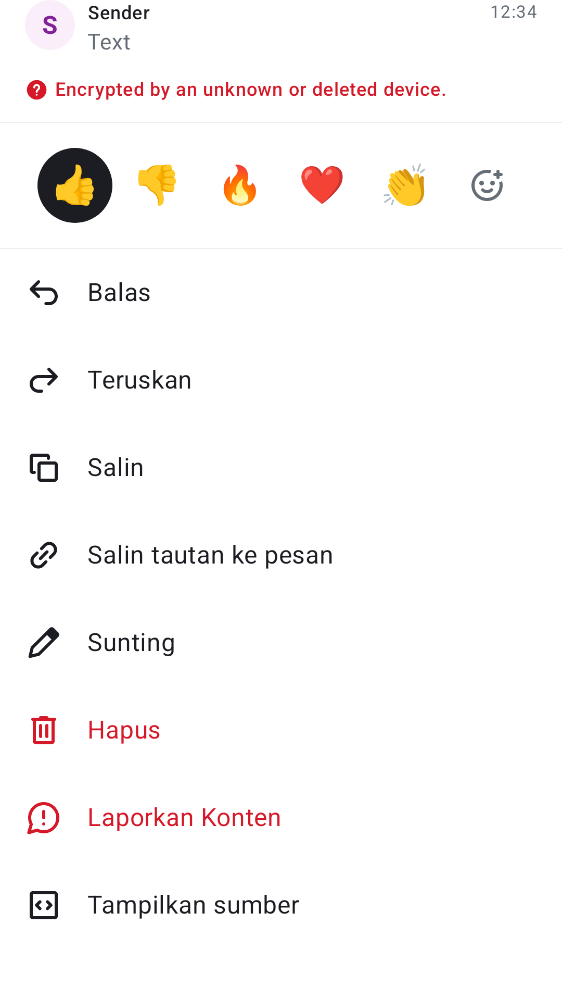 S
Sender
12:34
Text
Encrypted by an unknown or deleted device.
Balas
Teruskan
Salin
Salin tautan ke pesan
Sunting
Hapus
Laporkan Konten
Tampilkan sumber